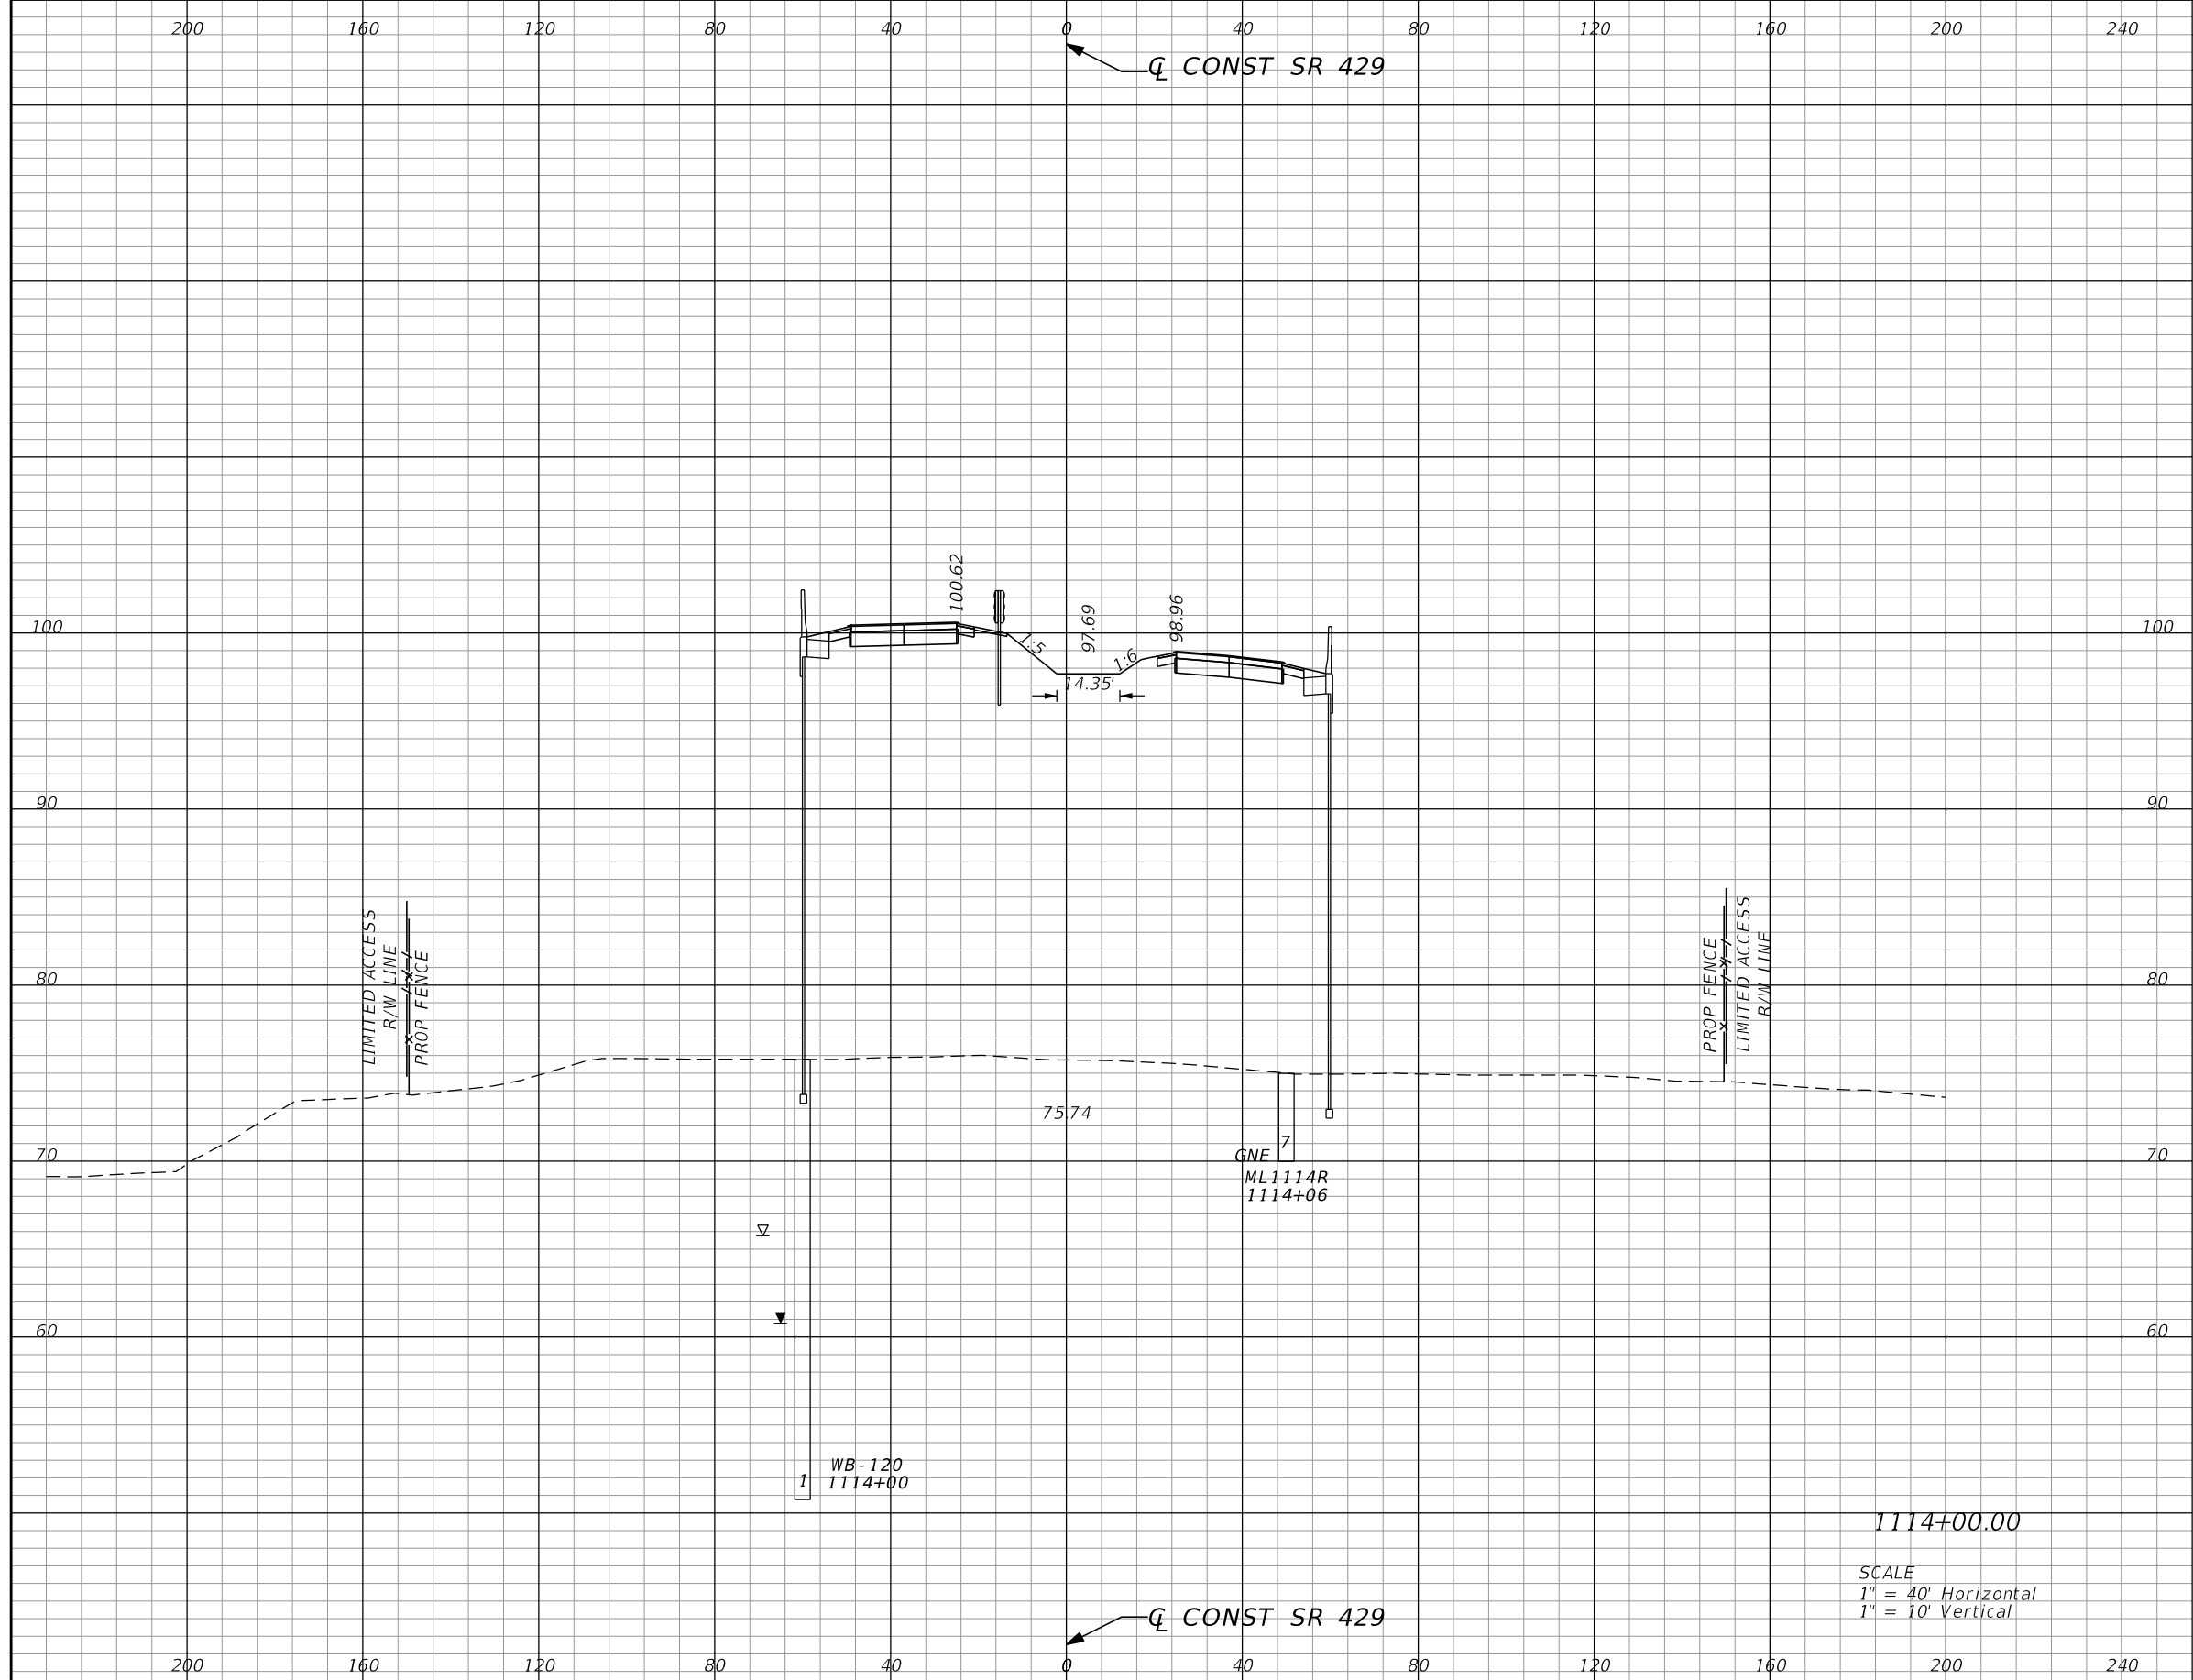 200 160 120 80 40 0 40 80 120 160 200 240
℄ CONST SR 429
100.62
97.69
98.96
100 100
1:5
1:6
14.35'
90 90
LIMITED ACCESS
R/W LINE
PROP FENCE
PROP FENCE
LIMITED ACCESS
R/W LINE
80 80
75.74
7
70 70
GNE
ML1114R
1114+06
60 60
1
WB-120
1114+00
1114+00.00
SCALE
1" = 40' Horizontal
1" = 10' Vertical
℄ CONST SR 429
200 160 120 80 40 0 40 80 120 160 200 240